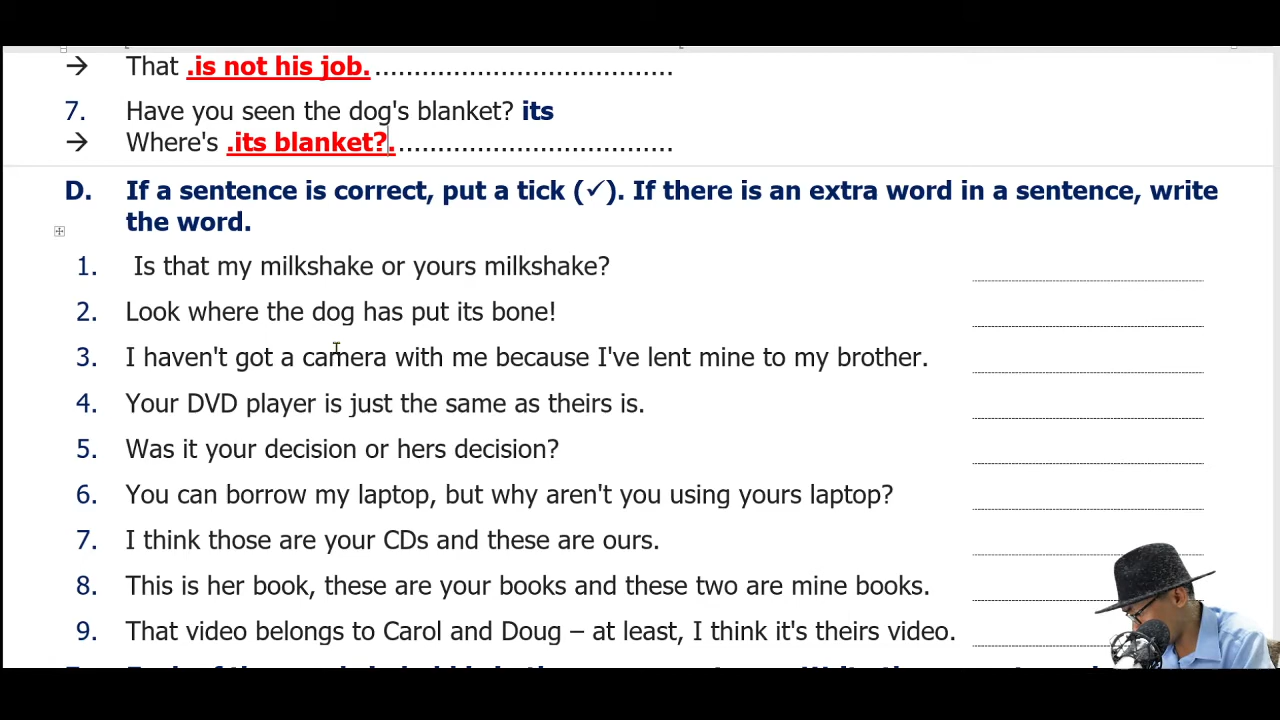 → That .is not his job. ......................................
7. Have you seen the dog's blanket? its
→ Where's .its blanket?. ...................................
D. If a sentence is correct, put a tick (✓). If there is an extra word in a sentence, write
the word.
1. Is that my milkshake or yours milkshake?
2. Look where the dog has put its bone!
3. I haven't got a camera with me because I've lent mine to my brother.
4. Your DVD player is just the same as theirs is.
5. Was it your decision or hers decision?
6. You can borrow my laptop, but why aren't you using yours laptop?
7. I think those are your CDs and these are ours.
8. This is her book, these are your books and these two are mine books.
9. That video belongs to Carol and Doug – at least, I think it's theirs video.